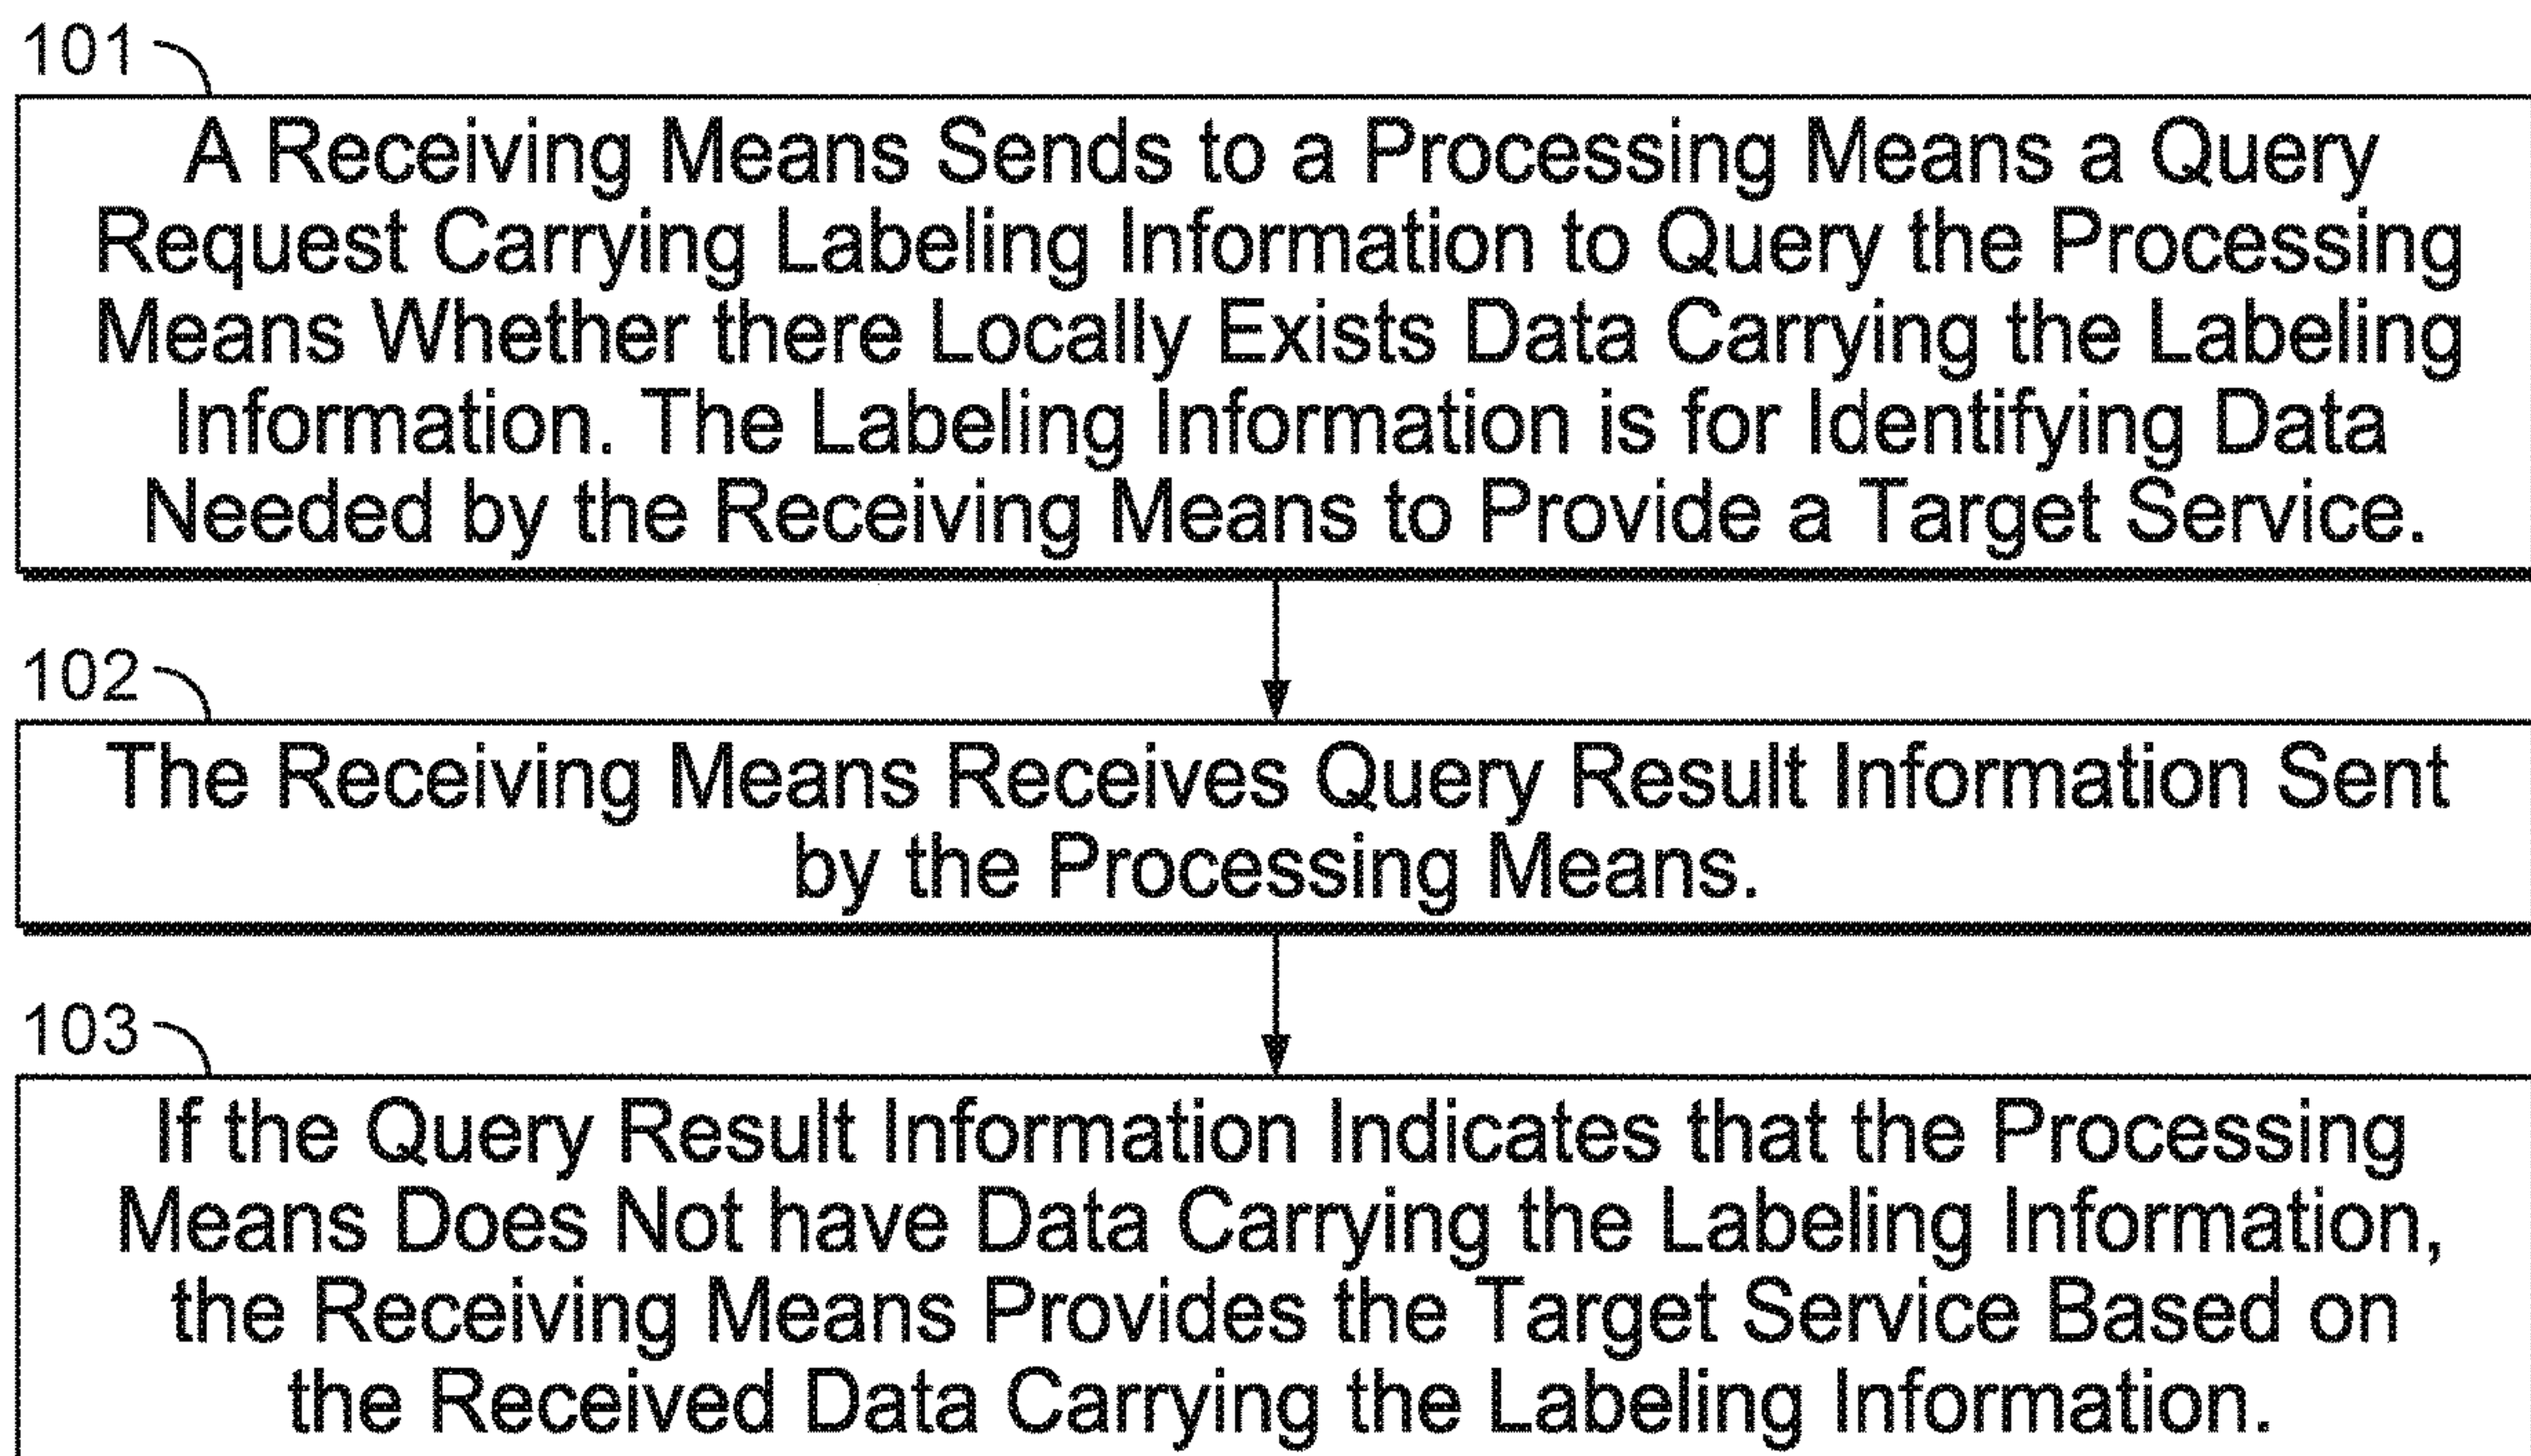 101
A Receiving Means Sends to a Processing Means a Query
Request Carrying Labeling Information to Query the Processing
Means Whether there Locally Exists Data Carrying the Labeling
Information. The Labeling Information is for Identifying Data
Needed by the Receiving Means to Provide a Target Service.
102
The Receiving Means Receives Query Result Information Sent
by the Processing Means.
103
If the Query Result Information Indicates that the Processing
Means Does Not have Data Carrying the Labeling Information,
the Receiving Means Provides the Target Service Based on
the Received Data Carrying the Labeling Information.